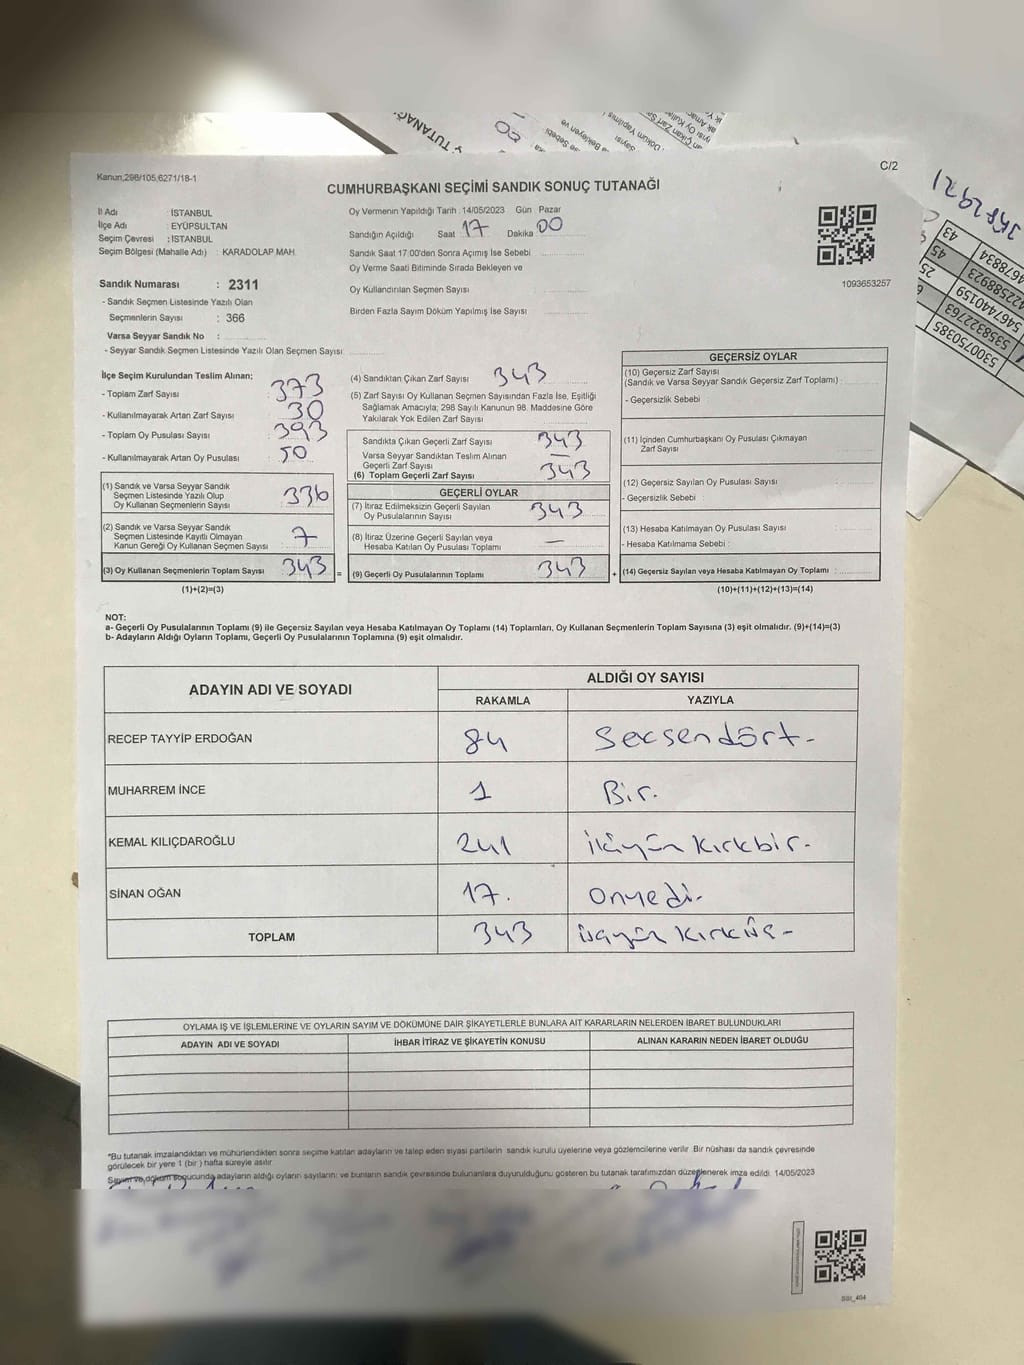 Kanun,298/105,6271/18-1
C/2
CUMHURBAŞKANI SEÇİMİ SANDIK SONUÇ TUTANAĞI
İl Adı : İSTANBUL
İlçe Adı : EYÜPSULTAN
Seçim Çevresi : İSTANBUL
Seçim Bölgesi (Mahalle Adı) : KARADOLAP MAH.
Oy Vermenin Yapıldığı Tarih : 14/05/2023 Gün Pazar
Sandığın Açıldığı Saat 17 Dakika 00
Sandık Saat 17:00'den Sonra Açımış İse Sebebi
Oy Verme Saati Bitiminde Sırada Bekleyen ve
Oy Kullandırılan Seçmen Sayısı
Birden Fazla Sayım Döküm Yapılmış İse Sayısı
1093653257
Sandık Numarası : 2311
- Sandık Seçmen Listesinde Yazılı Olan
Seçmenlerin Sayısı : 366
Varsa Seyyar Sandık No :
- Seyyar Sandık Seçmen Listesinde Yazılı Olan Seçmen Sayısı:
İlçe Seçim Kurulundan Teslim Alınan;
- Toplam Zarf Sayısı : 373
- Kullanılmayarak Artan Zarf Sayısı : 30
- Toplam Oy Pusulası Sayısı : 393
- Kullanılmayarak Artan Oy Pusulası : 50
(1) Sandık ve Varsa Seyyar Sandık
Seçmen Listesinde Yazılı Olup
Oy Kullanan Seçmenlerin Sayısı 336
(2) Sandık ve Varsa Seyyar Sandık
Seçmen Listesinde Kayıtlı Olmayan
Kanun Gereği Oy Kullanan Seçmen Sayısı 7
(3) Oy Kullanan Seçmenlerin Toplam Sayısı 343 =
(1)+(2)=(3)
(4) Sandıktan Çıkan Zarf Sayısı 343
(5) Zarf Sayısı Oy Kullanan Seçmen Sayısından Fazla İse, Eşitliği
Sağlamak Amacıyla; 298 Sayılı Kanunun 98. Maddesine Göre
Yakılarak Yok Edilen Zarf Sayısı
Sandıkta Çıkan Geçerli Zarf Sayısı 343
Varsa Seyyar Sandıktan Teslim Alınan
Geçerli Zarf Sayısı —
(6) Toplam Geçerli Zarf Sayısı 343
GEÇERLİ OYLAR
(7) İtiraz Edilmeksizin Geçerli Sayılan
Oy Pusulalarının Sayısı 343
(8) İtiraz Üzerine Geçerli Sayılan veya
Hesaba Katılan Oy Pusulası Toplamı —
(9) Geçerli Oy Pusulalarının Toplamı 343 +
GEÇERSİZ OYLAR
(10) Geçersiz Zarf Sayısı
(Sandık ve Varsa Seyyar Sandık Geçersiz Zarf Toplamı) :
- Geçersizlik Sebebi :
(11) İçinden Cumhurbaşkanı Oy Pusulası Çıkmayan
Zarf Sayısı :
(12) Geçersiz Sayılan Oy Pusulası Sayısı :
- Geçersizlik Sebebi :
(13) Hesaba Katılmayan Oy Pusulası Sayısı :
- Hesaba Katılmama Sebebi :
(14) Geçersiz Sayılan veya Hesaba Katılmayan Oy Toplamı :
(10)+(11)+(12)+(13)=(14)
NOT:
a- Geçerli Oy Pusulalarının Toplamı (9) ile Geçersiz Sayılan veya Hesaba Katılmayan Oy Toplamı (14) Toplamları, Oy Kullanan Seçmenlerin Toplam Sayısına (3) eşit olmalıdır. (9)+(14)=(3)
b- Adayların Aldığı Oyların Toplamı, Geçerli Oy Pusulalarının Toplamına (9) eşit olmalıdır.
ADAYIN ADI VE SOYADI
ALDIĞI OY SAYISI
RAKAMLA YAZIYLA
RECEP TAYYİP ERDOĞAN 84 Secsendört-
MUHARREM İNCE 1 Bir.
KEMAL KILIÇDAROĞLU 241 ikiyüz kırkbir-
SİNAN OĞAN 17. Onyedi-
TOPLAM 343 üçyüz kırküç-
OYLAMA İŞ VE İŞLEMLERİNE VE OYLARIN SAYIM VE DÖKÜMÜNE DAİR ŞİKAYETLERLE BUNLARA AİT KARARLARIN NELERDEN İBARET BULUNDUKLARI
ADAYIN ADI VE SOYADI İHBAR İTİRAZ VE ŞİKAYETİN KONUSU ALINAN KARARIN NEDEN İBARET OLDUĞU
*Bu tutanak imzalandıktan ve mühürlendikten sonra seçime katılan adayların ve talep eden siyasi partilerin sandık kurulu üyelerine veya gözlemcilerine verilir. Bir nüshası da sandık çevresinde
görülecek bir yere 1 (bir ) hafta süreyle asılır.
Sayım ve döküm sonucunda adayların aldığı oyların sayılarını; ve bunların sandık çevresinde bulunanlara duyurulduğunu gösteren bu tutanak tarafımızdan düzenlenerek imza edildi. 14/05/2023
5300750385
5358322763
5467440159
4678834
43
45
25